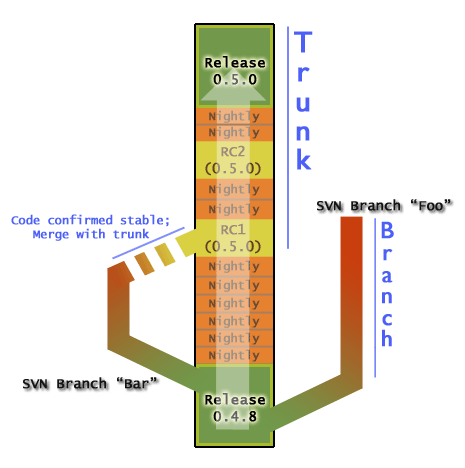 Trunk
Release
0.5.0
Nightly
Nightly
RC2
(0.5.0)
Nightly
Nightly
SVN Branch “Foo”
Code confirmed stable;
Merge with trunk
RC1
(0.5.0)
Branch
Nightly
Nightly
Nightly
Nightly
Nightly
Nightly
SVN Branch “Bar”
Release
0.4.8